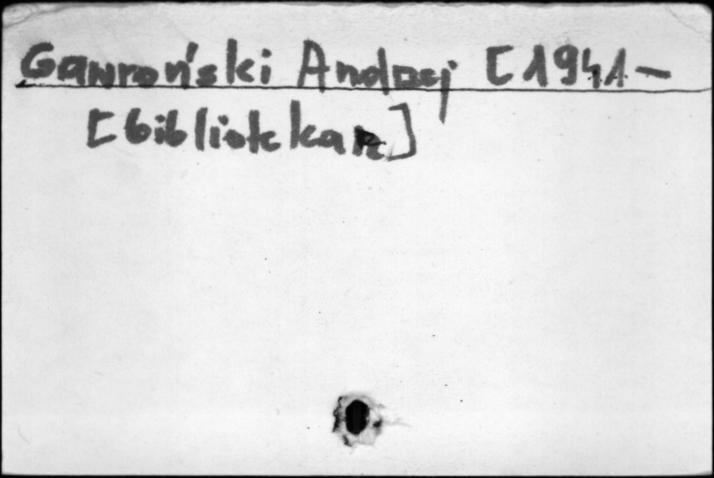 Gawroński Andrzej [1941–
[bibliotekarz]